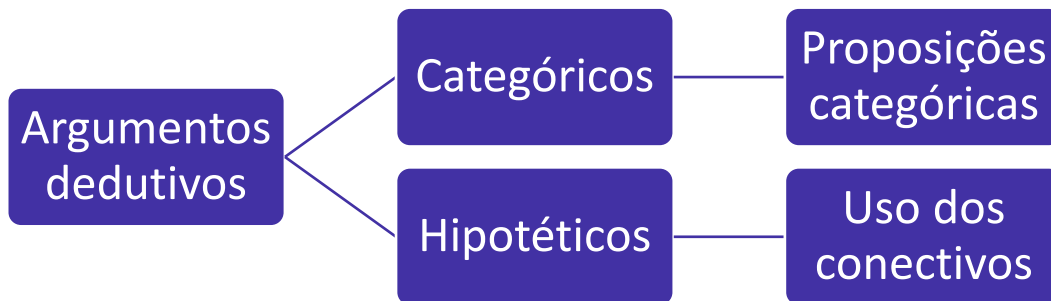 Argumentos
dedutivos
Categóricos
Proposições
categóricas
Hipotéticos
Uso dos
conectivos